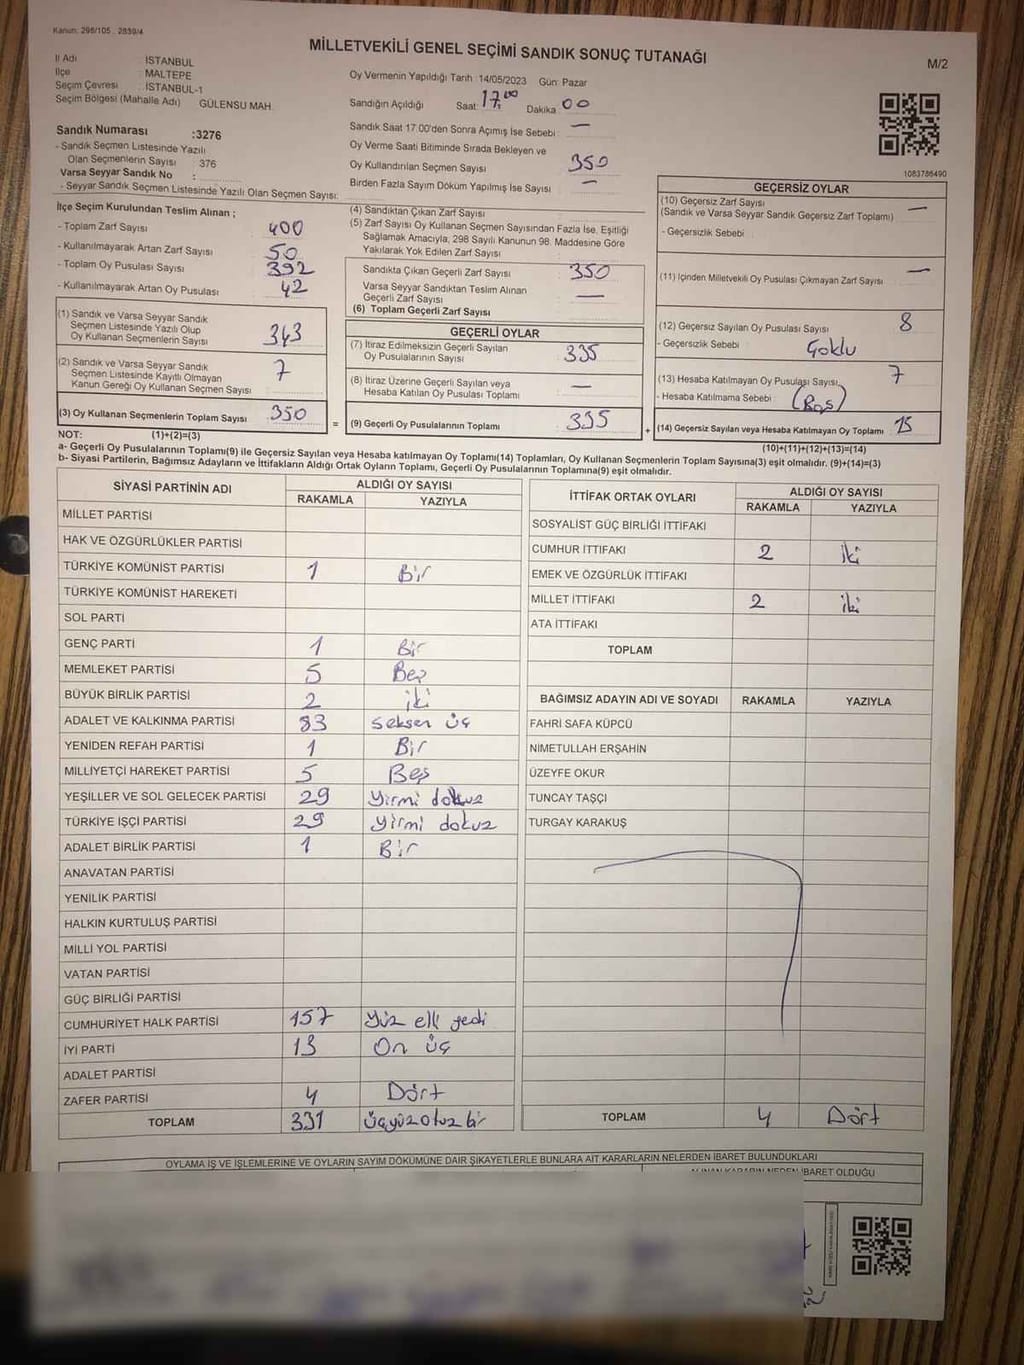 Kanun: 298/105 , 2839/4
MİLLETVEKİLİ GENEL SEÇİMİ SANDIK SONUÇ TUTANAĞI
M/2
İl Adı İSTANBUL
İlçe MALTEPE
Seçim Çevresi İSTANBUL-1
Seçim Bölgesi (Mahalle Adı) GÜLENSU MAH.
Oy Vermenin Yapıldığı Tarih :14/05/2023 Gün: Pazar
Sandığın Açıldığı Saat: 17.00 Dakika 00
Sandık Saat 17:00'den Sonra Açımış İse Sebebi : —
Oy Verme Saati Bitiminde Sırada Bekleyen ve
Oy Kullandırılan Seçmen Sayısı 350
Birden Fazla Sayım Döküm Yapılmış İse Sayısı —
1083786490
Sandık Numarası :3276
- Sandık Seçmen Listesinde Yazılı
Olan Seçmenlerin Sayısı 376
Varsa Seyyar Sandık No :
- Seyyar Sandık Seçmen Listesinde Yazılı Olan Seçmen Sayısı:
İlçe Seçim Kurulundan Teslim Alınan ;
- Toplam Zarf Sayısı 400
- Kullanılmayarak Artan Zarf Sayısı 50
- Toplam Oy Pusulası Sayısı 392
- Kullanılmayarak Artan Oy Pusulası 42
(1) Sandık ve Varsa Seyyar Sandık
Seçmen Listesinde Yazılı Olup
Oy Kullanan Seçmenlerin Sayısı 343
(2) Sandık ve Varsa Seyyar Sandık
Seçmen Listesinde Kayıtlı Olmayan
Kanun Gereği Oy Kullanan Seçmen Sayısı 7
(3) Oy Kullanan Seçmenlerin Toplam Sayısı 350
(4) Sandıktan Çıkan Zarf Sayısı
(5) Zarf Sayısı Oy Kullanan Seçmen Sayısından Fazla İse, Eşitliği
Sağlamak Amacıyla, 298 Sayılı Kanunun 98. Maddesine Göre
Yakılarak Yok Edilen Zarf Sayısı
Sandıkta Çıkan Geçerli Zarf Sayısı 350
Varsa Seyyar Sandıktan Teslim Alınan
Geçerli Zarf Sayısı —
(6) Toplam Geçerli Zarf Sayısı
GEÇERLİ OYLAR
(7) İtiraz Edilmeksizin Geçerli Sayılan
Oy Pusulalarının Sayısı 335
(8) İtiraz Üzerine Geçerli Sayılan veya
Hesaba Katılan Oy Pusulası Toplamı —
= (9) Geçerli Oy Pusulalarının Toplamı 335
GEÇERSİZ OYLAR
(10) Geçersiz Zarf Sayısı —
(Sandık ve Varsa Seyyar Sandık Geçersiz Zarf Toplamı)
- Geçersizlik Sebebi
(11) İçinden Milletvekili Oy Pusulası Çıkmayan Zarf Sayısı —
(12) Geçersiz Sayılan Oy Pusulası Sayısı 8
- Geçersizlik Sebebi Çoklu
(13) Hesaba Katılmayan Oy Pusulası Sayısı 7
- Hesaba Katılmama Sebebi (Boş)
+ (14) Geçersiz Sayılan veya Hesaba Katılmayan Oy Toplamı 15
NOT: (1)+(2)=(3)
(10)+(11)+(12)+(13)=(14)
a- Geçerli Oy Pusulalarının Toplamı(9) ile Geçersiz Sayılan veya Hesaba katılmayan Oy Toplamı(14) Toplamları, Oy Kullanan Seçmenlerin Toplam Sayısına(3) eşit olmalıdır. (9)+(14)=(3)
b- Siyasi Partilerin, Bağımsız Adayların ve İttifakların Aldığı Ortak Oyların Toplamı, Geçerli Oy Pusulalarının Toplamına(9) eşit olmalıdır.
SİYASİ PARTİNİN ADI ALDIĞI OY SAYISI
RAKAMLA YAZIYLA
MİLLET PARTİSİ
HAK VE ÖZGÜRLÜKLER PARTİSİ
TÜRKİYE KOMÜNİST PARTİSİ 1 Bir
TÜRKİYE KOMÜNİST HAREKETİ
SOL PARTİ
GENÇ PARTİ 1 Bir
MEMLEKET PARTİSİ 5 Beş
BÜYÜK BİRLİK PARTİSİ 2 iki
ADALET VE KALKINMA PARTİSİ 83 seksen üç
YENİDEN REFAH PARTİSİ 1 Bir
MİLLİYETÇİ HAREKET PARTİSİ 5 Beş
YEŞİLLER VE SOL GELECEK PARTİSİ 29 yirmi dokuz
TÜRKİYE İŞÇİ PARTİSİ 29 yirmi dokuz
ADALET BİRLİK PARTİSİ 1 Bir
ANAVATAN PARTİSİ
YENİLİK PARTİSİ
HALKIN KURTULUŞ PARTİSİ
MİLLİ YOL PARTİSİ
VATAN PARTİSİ
GÜÇ BİRLİĞİ PARTİSİ
CUMHURİYET HALK PARTİSİ 157 Yüz elli yedi
İYİ PARTİ 13 On üç
ADALET PARTİSİ
ZAFER PARTİSİ 4 Dört
TOPLAM 331 üçyüzotuzbir
İTTİFAK ORTAK OYLARI ALDIĞI OY SAYISI
RAKAMLA YAZIYLA
SOSYALİST GÜÇ BİRLİĞİ İTTİFAKI
CUMHUR İTTİFAKI 2 iki
EMEK VE ÖZGÜRLÜK İTTİFAKI
MİLLET İTTİFAKI 2 iki
ATA İTTİFAKI
TOPLAM
BAĞIMSIZ ADAYIN ADI VE SOYADI RAKAMLA YAZIYLA
FAHRİ SAFA KÜPCÜ
NİMETULLAH ERŞAHİN
ÜZEYFE OKUR
TUNCAY TAŞÇI
TURGAY KARAKUŞ
TOPLAM 4 Dört
OYLAMA İŞ VE İŞLEMLERİNE VE OYLARIN SAYIM DÖKÜMÜNE DAİR ŞİKAYETLERLE BUNLARA AİT KARARLARIN NELERDEN İBARET BULUNDUKLARI
ALINAN KARARIN NEDEN İBARET OLDUĞU